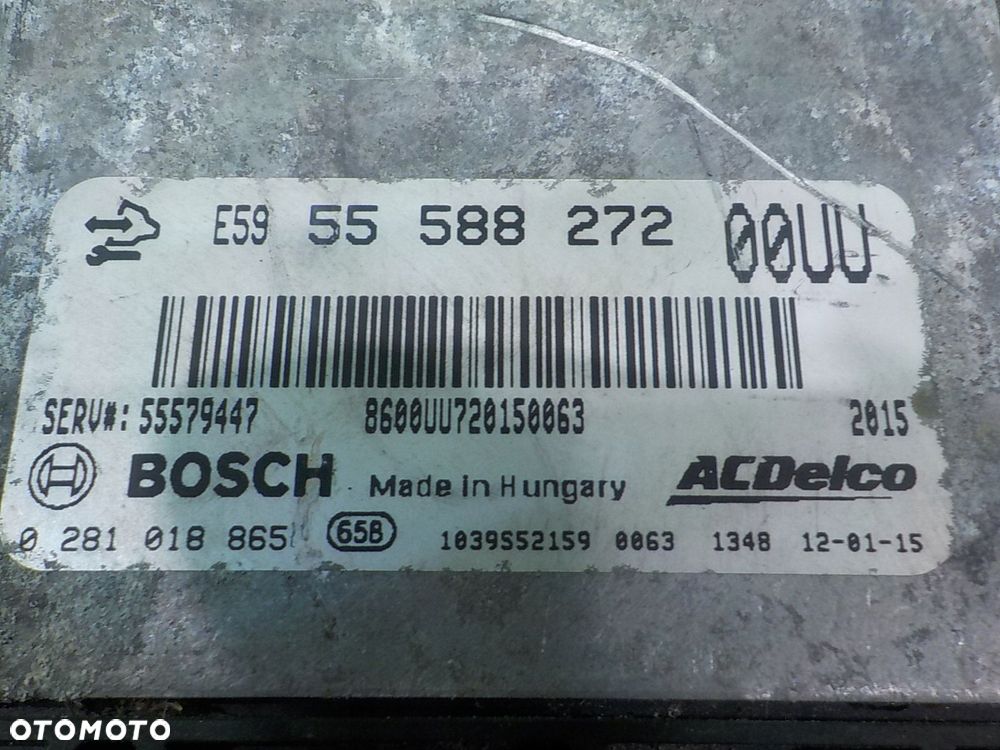 E59 55 588 272 00UU
SERV#: 55579447 8600UU720150063 2015
BOSCH Made in Hungary ACDelco
0 281 018 865 65B 1039S52159 0063 1348 12-01-15
OTOMOTO